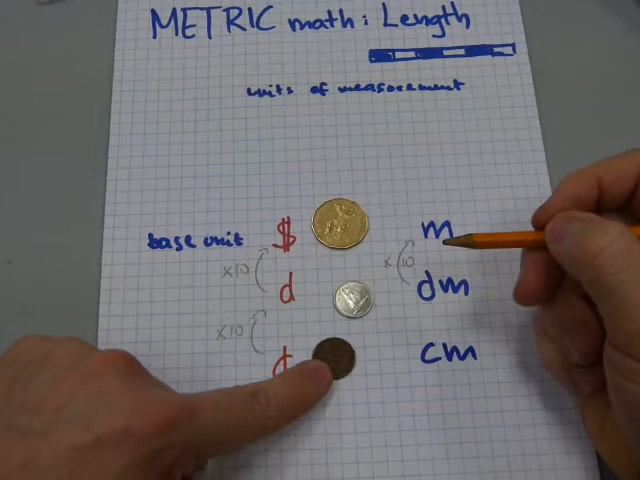 METRIC math: Length
units of measurement
base unit $ m
x10 x10
d dm
x10
¢ cm